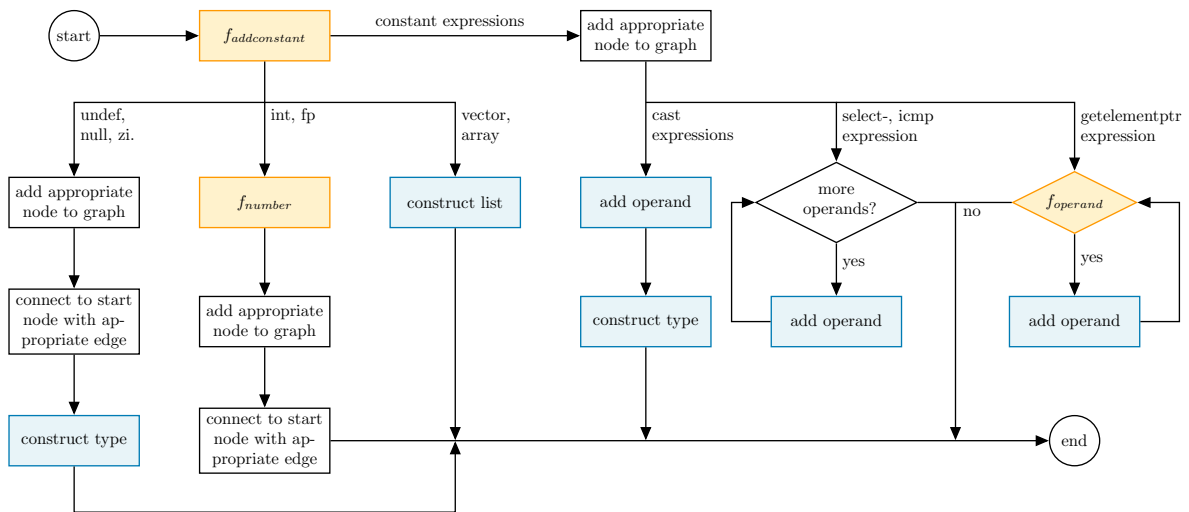 start
f_addconstant
constant expressions
add appropriate
node to graph
undef,
null, zi.
int, fp
vector,
array
cast
expressions
select-, icmp
expression
getelementptr
expression
add appropriate
node to graph
f_number
construct list
add operand
more
operands?
no
f_operand
yes
yes
connect to start
node with ap-
propriate edge
add appropriate
node to graph
construct type
add operand
add operand
construct type
connect to start
node with ap-
propriate edge
end